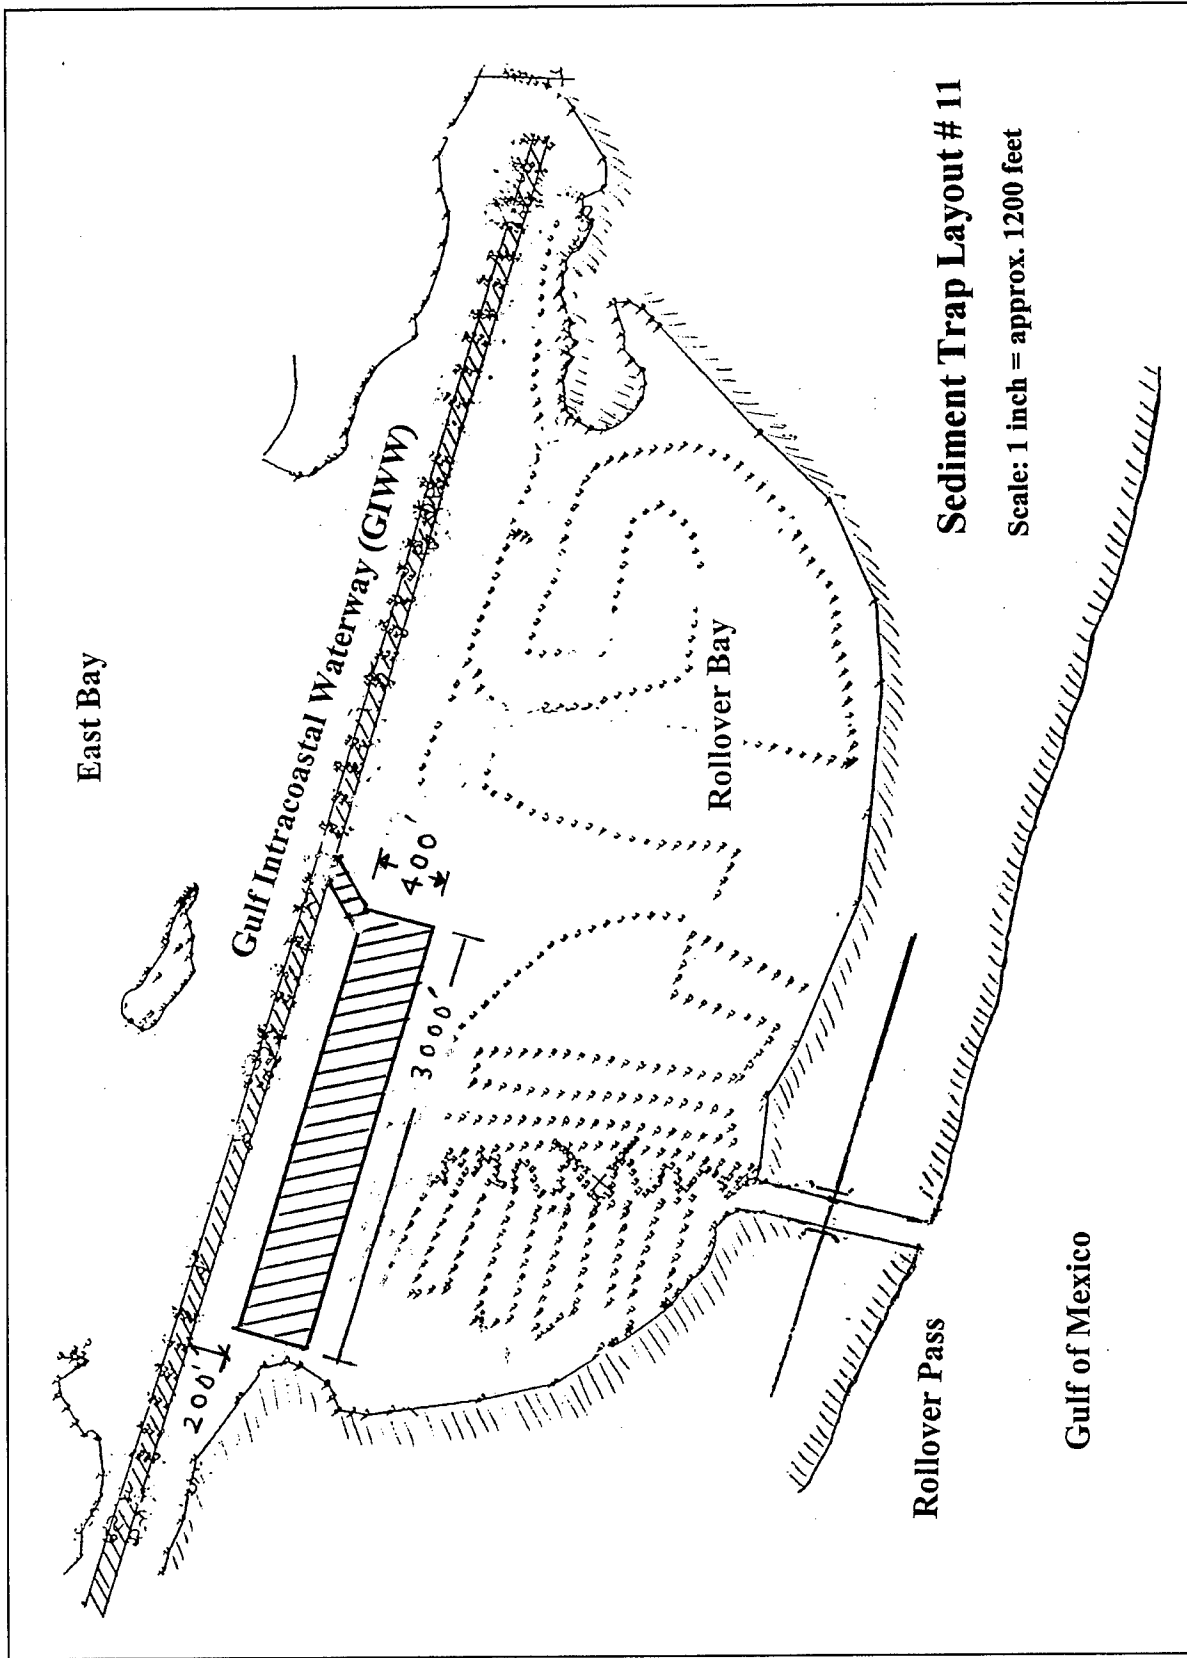 East Bay
Gulf Intracoastal Waterway (GIWW)
200'
400'
3000'
Rollover Bay
Rollover Pass
Gulf of Mexico
Sediment Trap Layout # 11
Scale: 1 inch = approx. 1200 feet